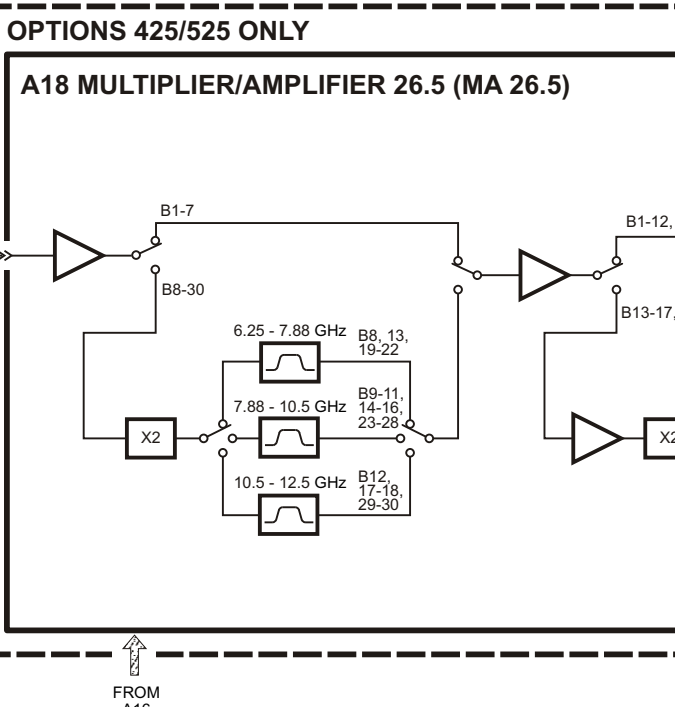 OPTIONS 425/525 ONLY
A18 MULTIPLIER/AMPLIFIER 26.5 (MA 26.5)
B1-7
B1-12,
B8-30
B13-17,
6.25 - 7.88 GHz
B8, 13,
19-22
7.88 - 10.5 GHz
B9-11,
14-16,
23-28
X2
X2
10.5 - 12.5 GHz
B12,
17-18,
29-30
FROM
A16